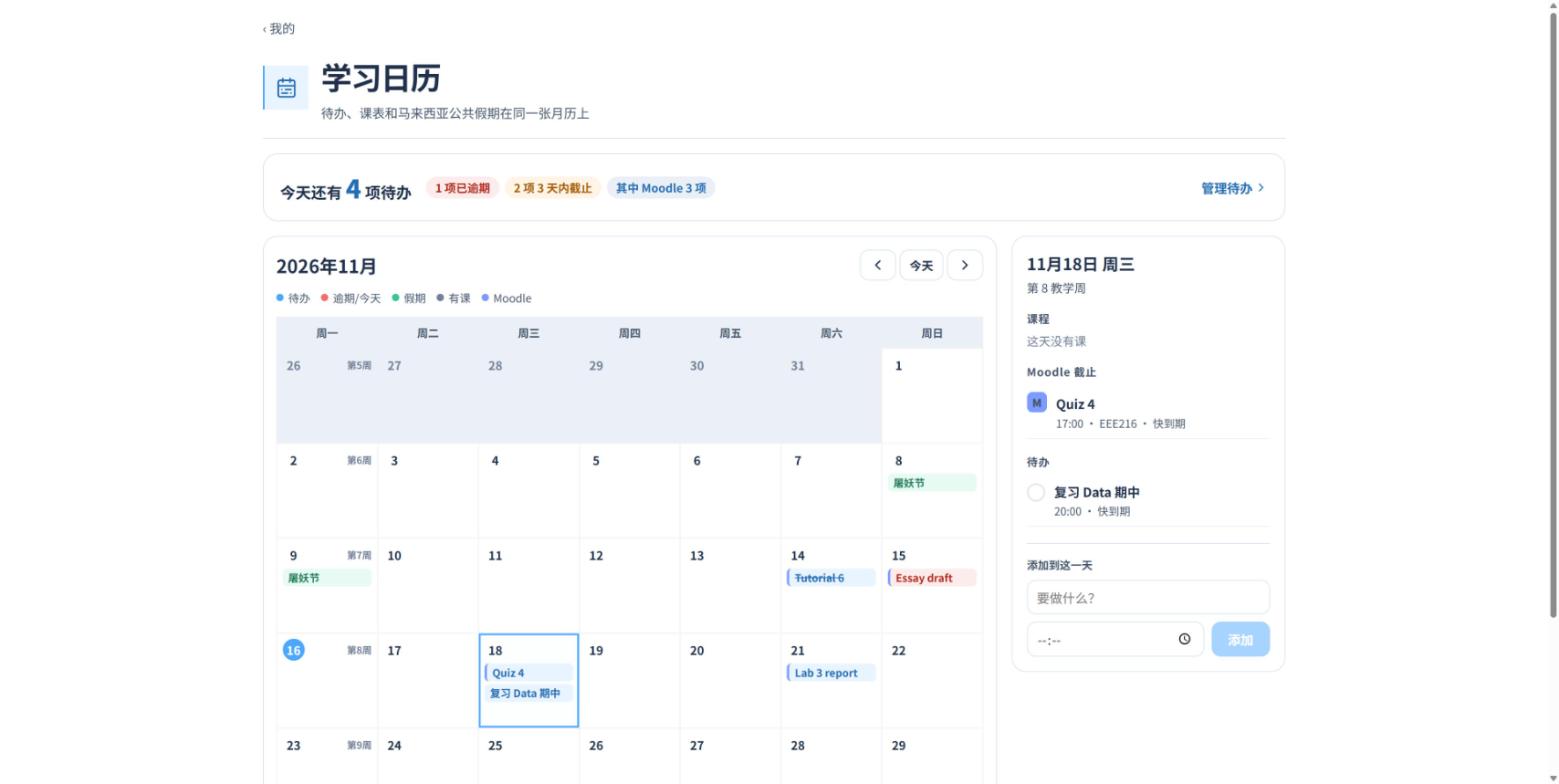 ‹ 我的
学习日历
待办、课表和马来西亚公共假期在同一张月历上
今天还有 4 项待办 1 项已逾期 2 项 3 天内截止 其中 Moodle 3 项 管理待办
2026年11月 今天
待办 逾期/今天 假期 有课 Moodle
周一 周二 周三 周四 周五 周六 周日
26 第5周 27 28 29 30 31 1
2 第6周 3 4 5 6 7 8
屠妖节
9 第7周 10 11 12 13 14 15
屠妖节 Tutorial 6 Essay draft
16 第8周 17 18 19 20 21 22
Quiz 4 Lab 3 report
复习 Data 期中
23 第9周 24 25 26 27 28 29
11月18日 周三
第 8 教学周
课程
这天没有课
Moodle 截止
M Quiz 4
17:00 · EEE216 · 快到期
待办
复习 Data 期中
20:00 · 快到期
添加到这一天
要做什么?
--:-- 添加